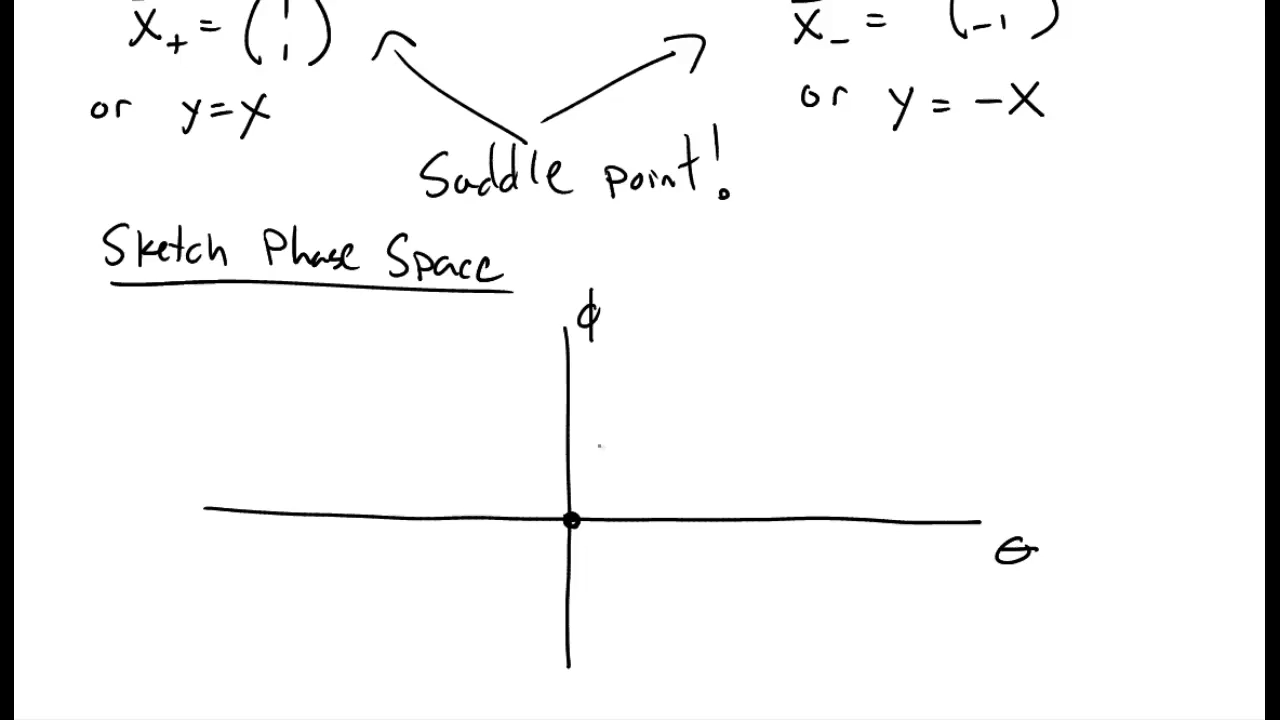 x₊ = (1 1)
x₋ = ( -1 )
or y=x
or y = -x
Saddle point!
Sketch Phase Space
ϕ
θ